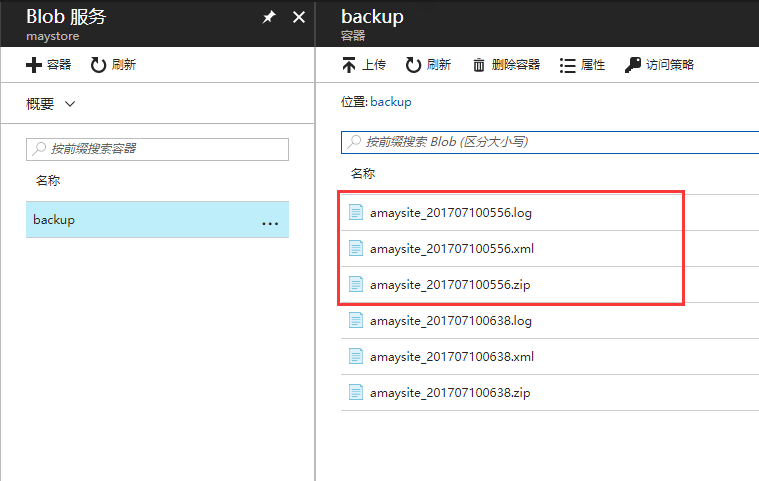 Blob 服务
maystore
容器
刷新
概要
按前缀搜索容器
名称
backup
...
backup
容器
上传
刷新
删除容器
属性
访问策略
位置: backup
按前缀搜索 Blob (区分大小写)
名称
amaysite_201707100556.log
amaysite_201707100556.xml
amaysite_201707100556.zip
amaysite_201707100638.log
amaysite_201707100638.xml
amaysite_201707100638.zip